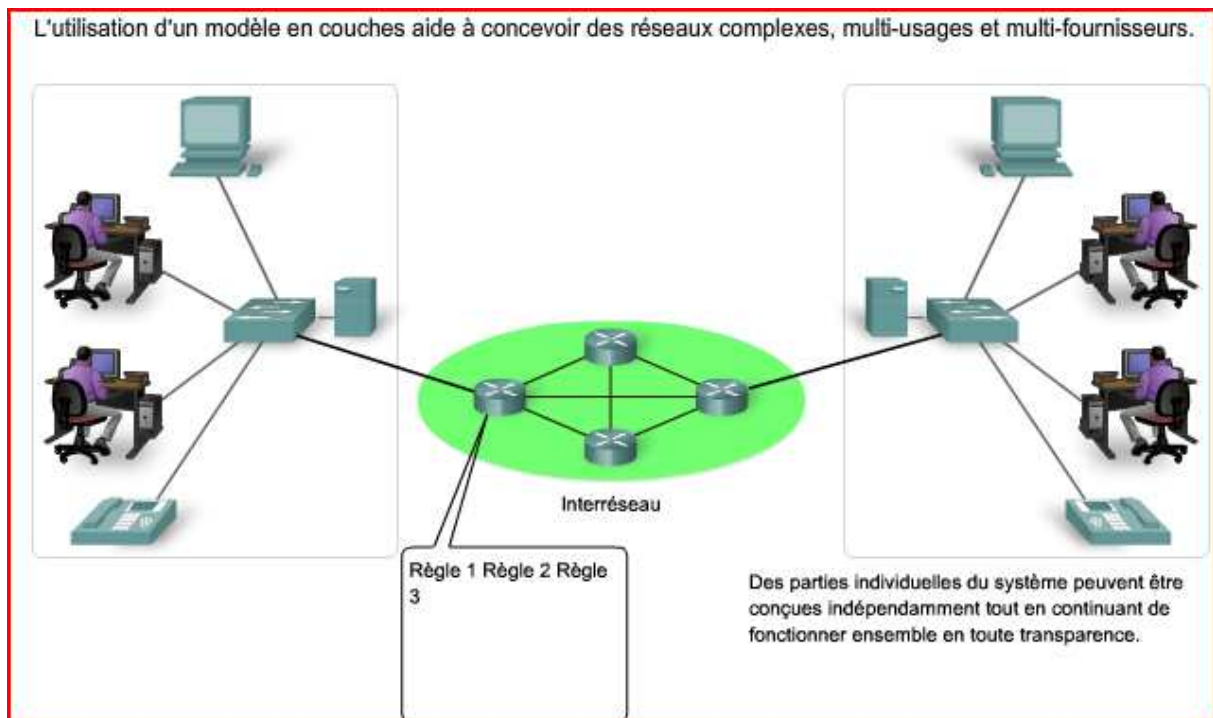 L'utilisation d'un modèle en couches aide à concevoir des réseaux complexes, multi-usages et multi-fournisseurs.
Interréseau
Règle 1 Règle 2 Règle
3
Des parties individuelles du système peuvent être
conçues indépendamment tout en continuant de
fonctionner ensemble en toute transparence.